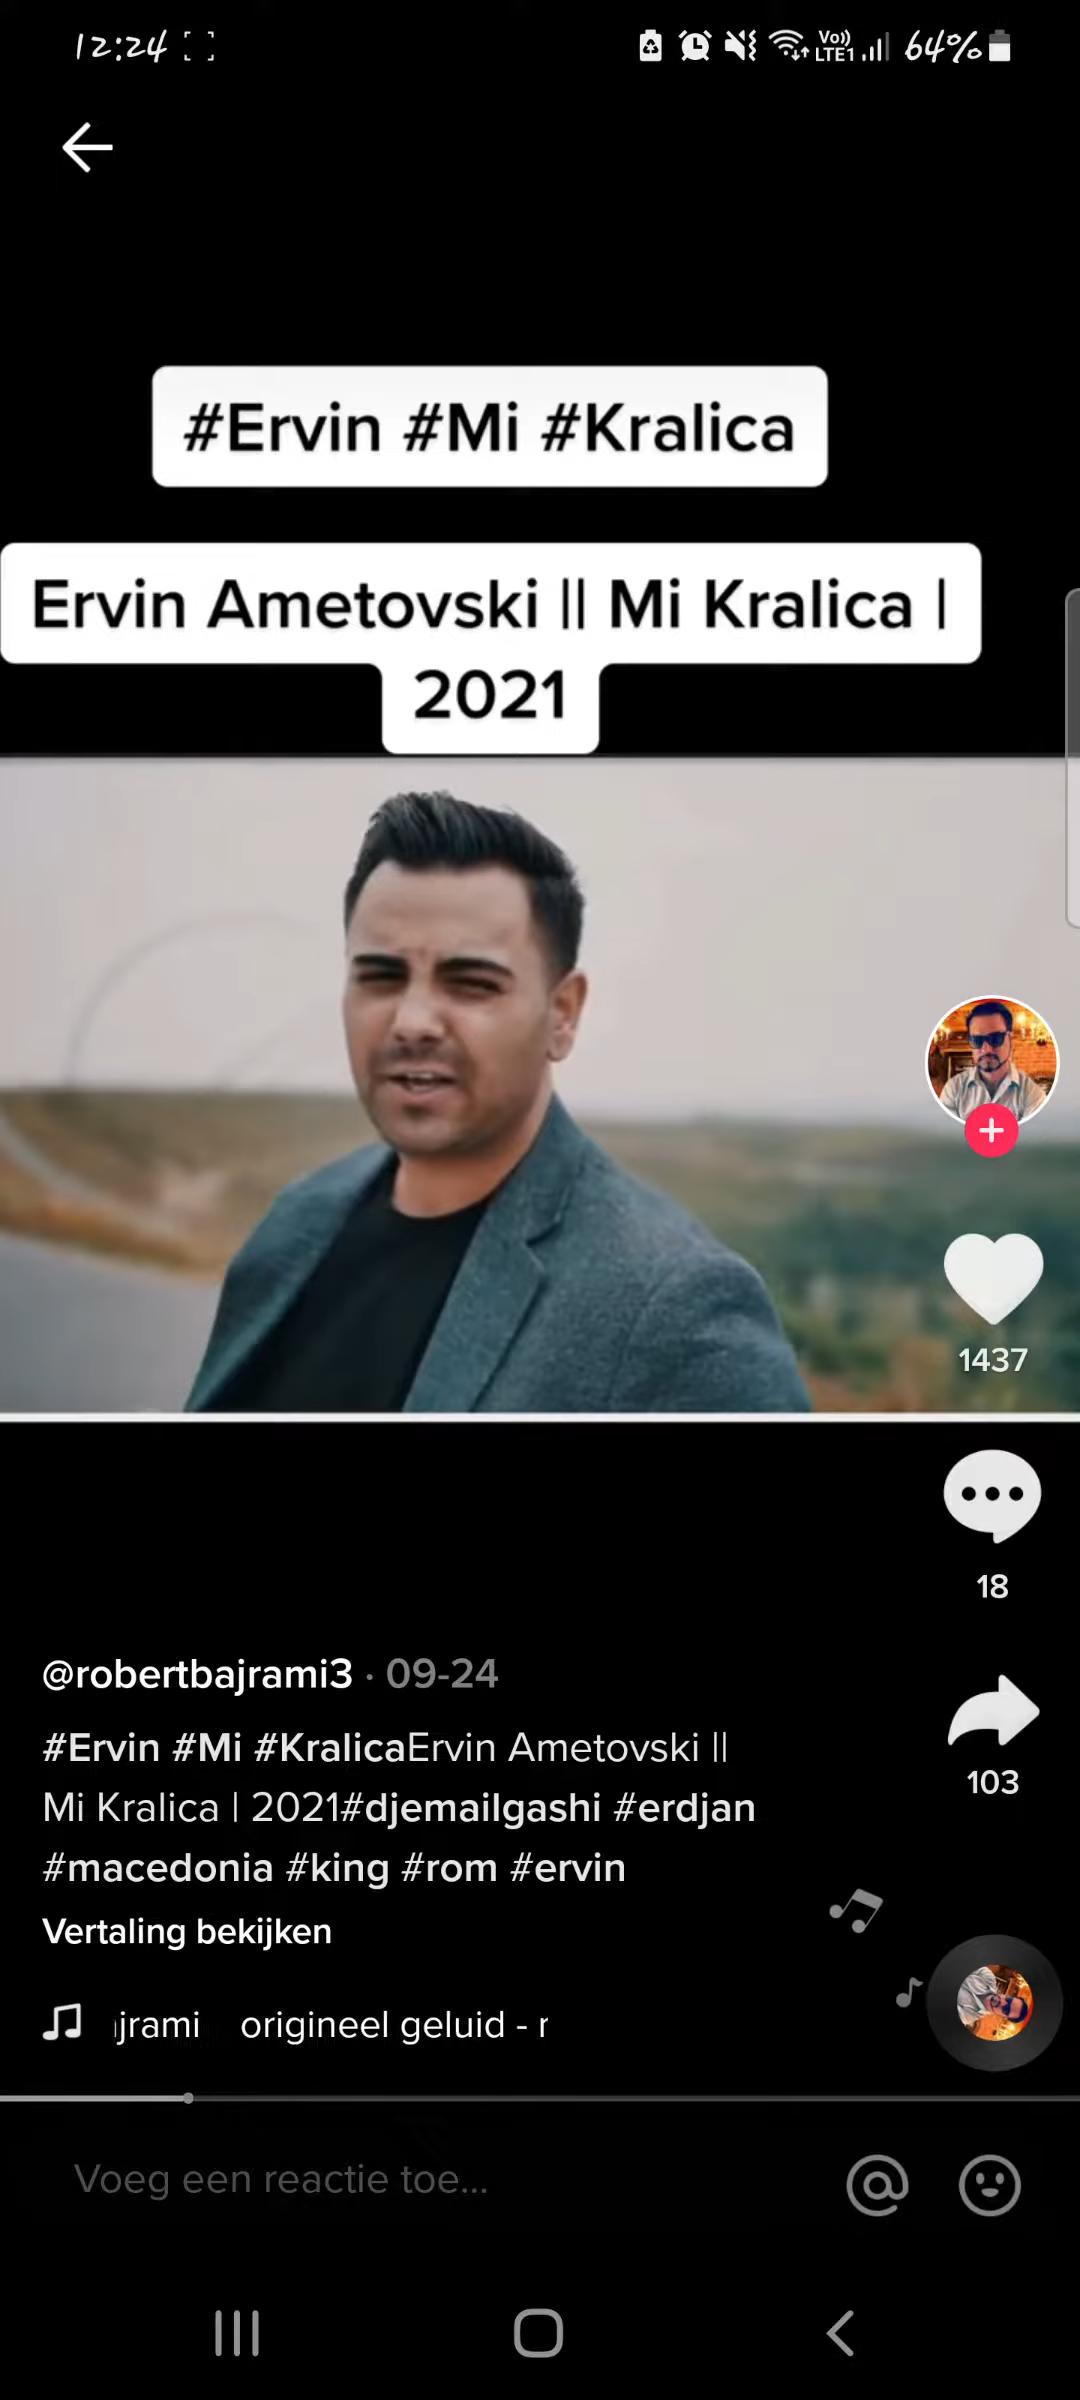 12:24
Vo))
LTE1
64%
#Ervin #Mi #Kralica
Ervin Ametovski || Mi Kralica |
2021
1437
18
@robertbajrami3 · 09-24
#Ervin #Mi #KralicaErvin Ametovski ||
Mi Kralica | 2021#djemailgashi #erdjan
103
#macedonia #king #rom #ervin
Vertaling bekijken
jrami origineel geluid - r
Voeg een reactie toe...